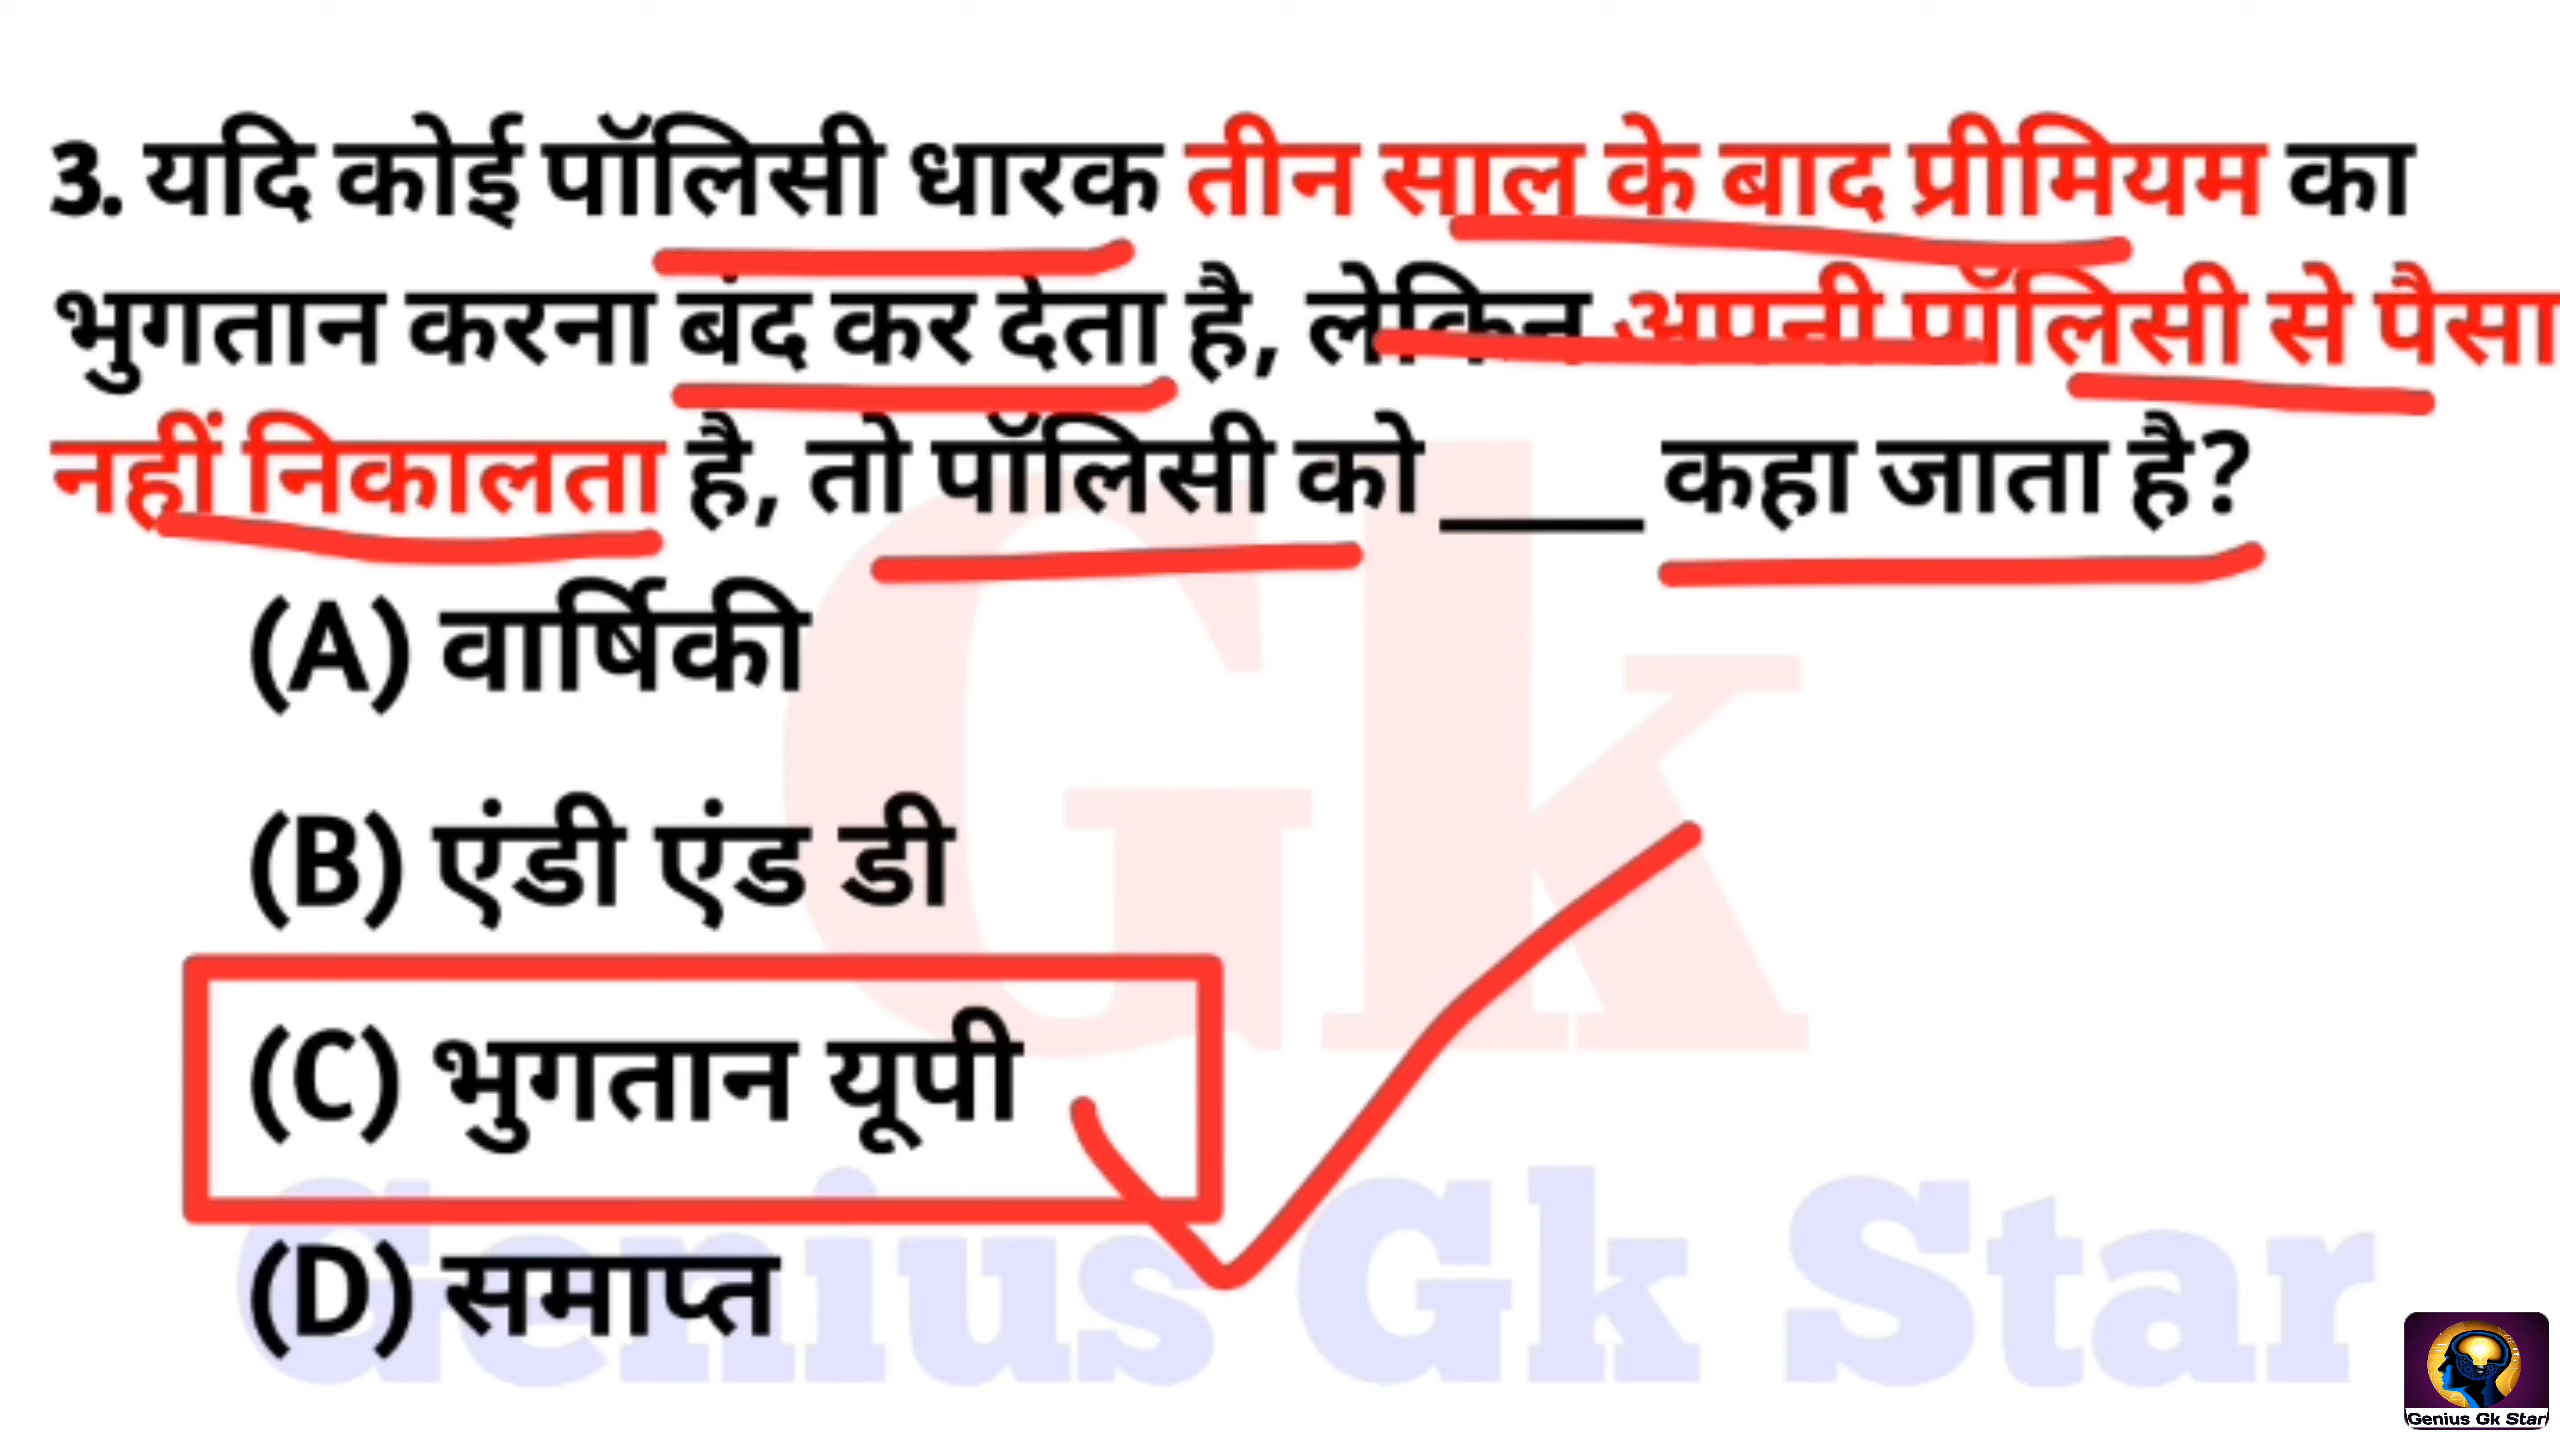 3. यदि कोई पॉलिसी धारक तीन साल के बाद प्रीमियम का
भुगतान करना बंद कर देता है, लेकिन अपनी पॉलिसी से पैसा
नहीं निकालता है, तो पॉलिसी को ____ कहा जाता है?
(A) वार्षिकी
(B) एंडी एंड डी
(C) भुगतान यूपी
(D) समाप्त
Gk
Genius Gk Star
Genius Gk Star